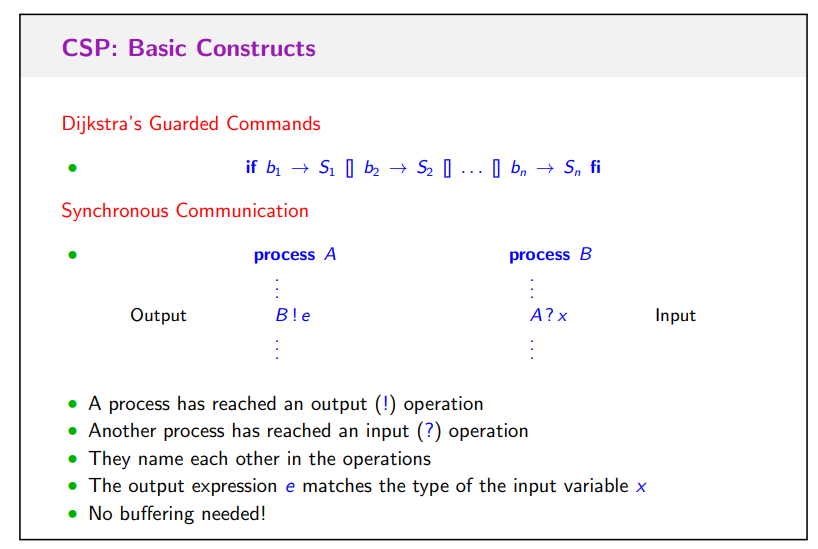 CSP: Basic Constructs
Dijkstra's Guarded Commands
• if b₁ → S₁ [] b₂ → S₂ [] ... [] bₙ → Sₙ fi
Synchronous Communication
• process A process B
⋮ ⋮
Output B ! e A ? x Input
⋮ ⋮
• A process has reached an output (!) operation
• Another process has reached an input (?) operation
• They name each other in the operations
• The output expression e matches the type of the input variable x
• No buffering needed!